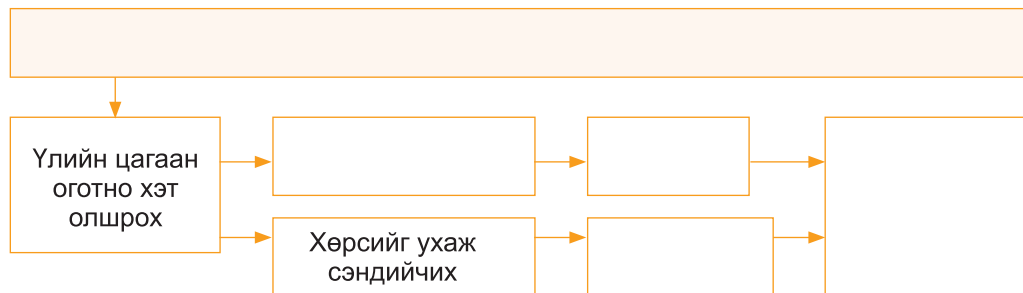 Үлийн цагаан
оготно хэт
олшрох
Хөрсийг ухаж
сэндийчих